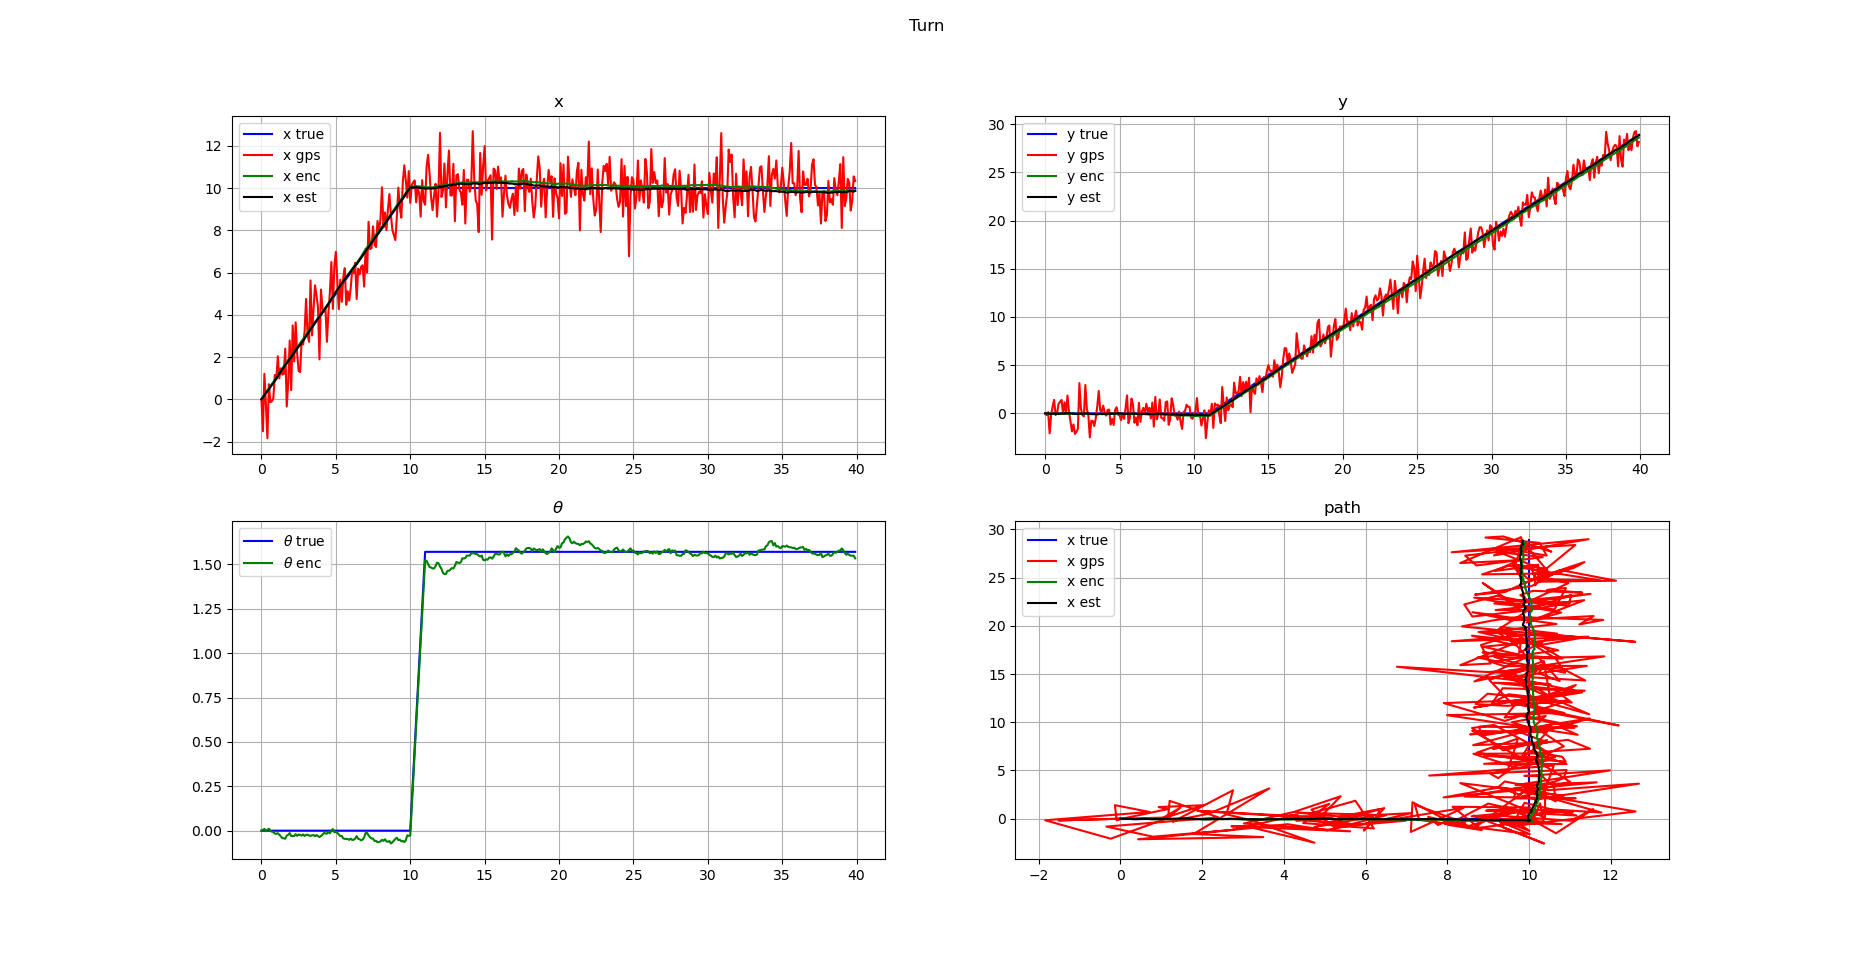 Turn
x
x true
x gps
x enc
x est
12
10
8
6
4
2
0
−2
0 5 10 15 20 25 30 35 40
y
y true
y gps
y enc
y est
30
25
20
15
10
5
0
0 5 10 15 20 25 30 35 40
θ
θ true
θ enc
1.50
1.25
1.00
0.75
0.50
0.25
0.00
0 5 10 15 20 25 30 35 40
path
x true
x gps
x enc
x est
30
25
20
15
10
5
0
−2 0 2 4 6 8 10 12